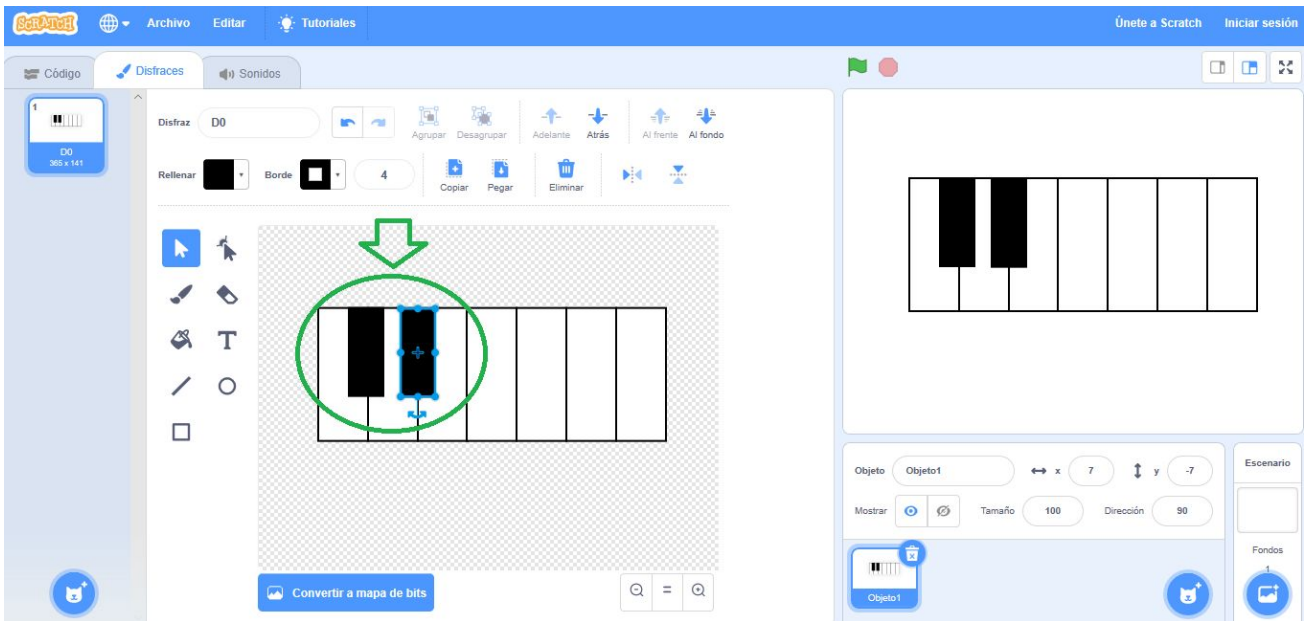 SCRATCH Archivo Editar Tutoriales Únete a Scratch Iniciar sesión
Código Disfraces Sonidos
1
D0
365 x 141
Disfraz D0 Agrupar Desagrupar Adelante Atrás Al frente Al fondo
Rellenar Borde 4 Copiar Pegar Eliminar
T
Convertir a mapa de bits
Objeto Objeto1 x 7 y -7
Mostrar Tamaño 100 Dirección 90
Objeto1
Escenario
Fondos
1